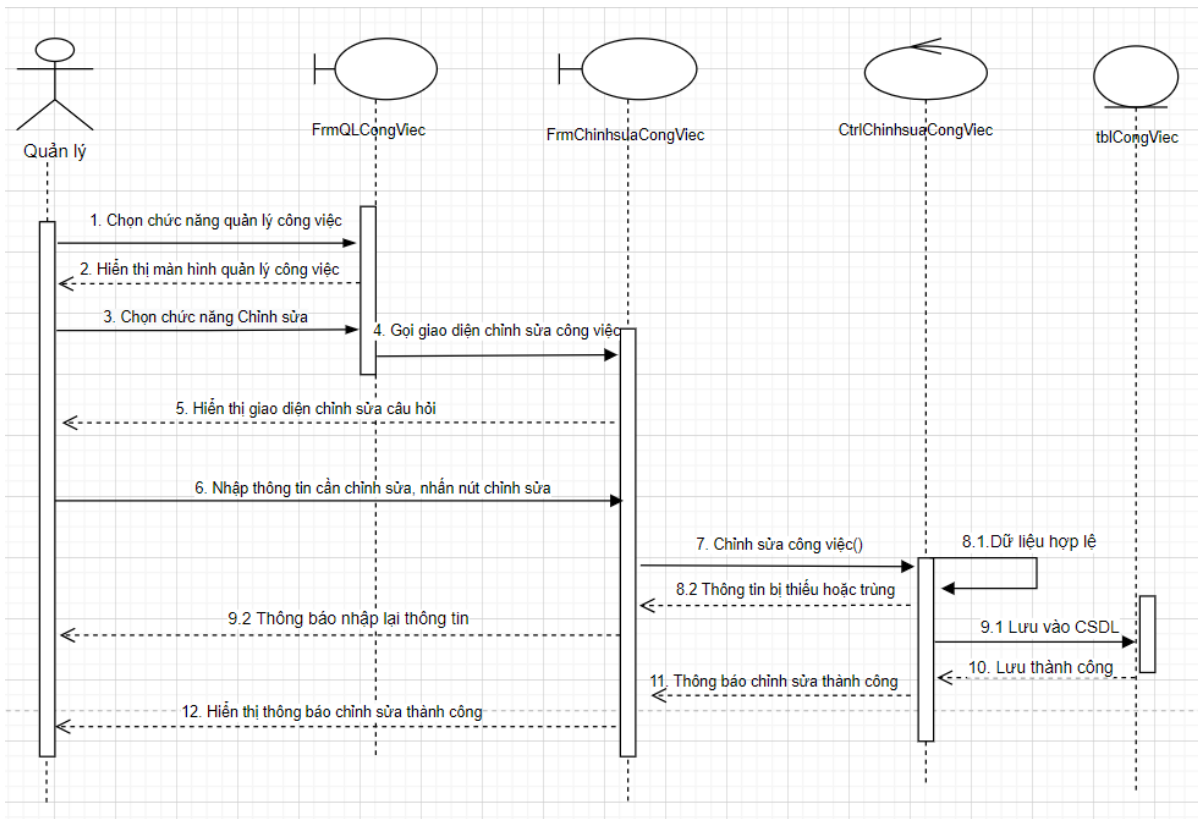 FrmQLCongViec
FrmChinhsuaCongViec
CtrlChinhsuaCongViec
tblCongViec
Quản lý
1. Chọn chức năng quản lý công việc
2. Hiển thị màn hình quản lý công việc
3. Chọn chức năng Chỉnh sửa
4. Gọi giao diện chỉnh sửa công việc
5. Hiển thị giao diện chỉnh sửa câu hỏi
6. Nhập thông tin cần chỉnh sửa, nhấn nút chỉnh sửa
7. Chỉnh sửa công việc()
8.1.Dữ liệu hợp lệ
8.2 Thông tin bị thiếu hoặc trùng
9.2 Thông báo nhập lại thông tin
9.1 Lưu vào CSDL
10. Lưu thành công
11. Thông báo chỉnh sửa thành công
12. Hiển thị thông báo chỉnh sửa thành công